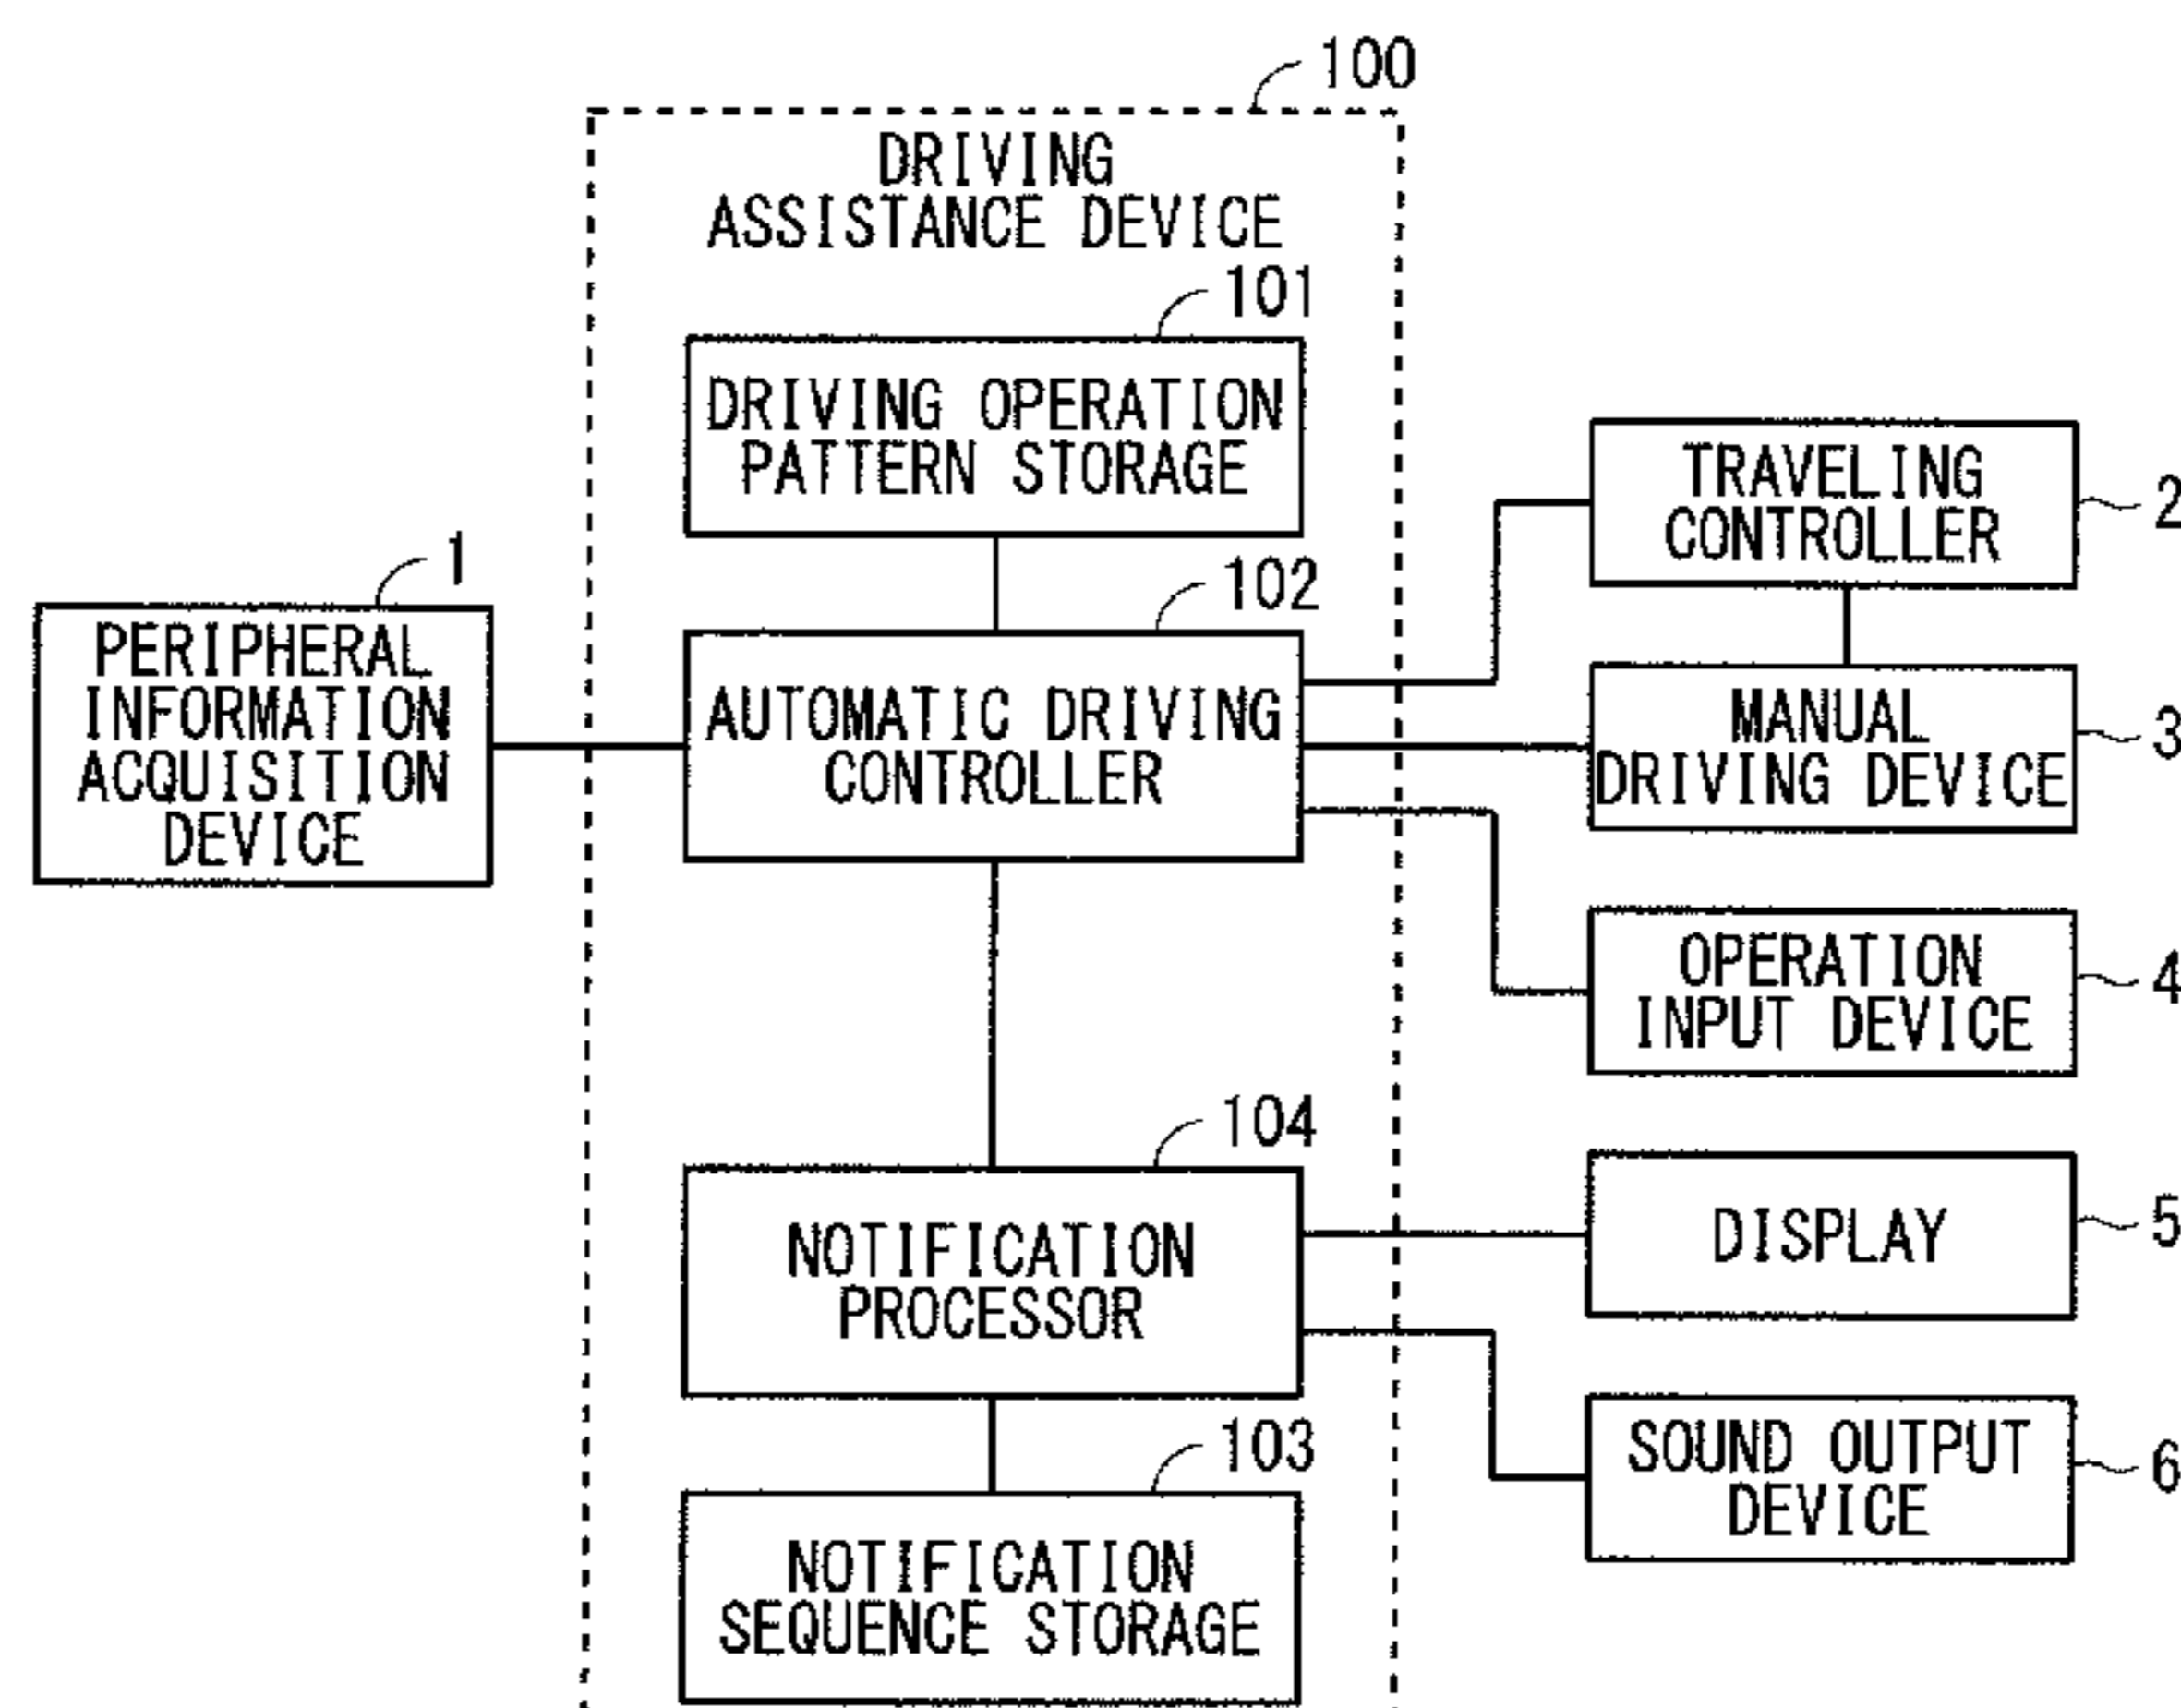 100
DRIVING
ASSISTANCE DEVICE
101
DRIVING OPERATION
PATTERN STORAGE
1
PERIPHERAL
INFORMATION
ACQUISITION
DEVICE
102
AUTOMATIC DRIVING
CONTROLLER
TRAVELING
CONTROLLER
2
MANUAL
DRIVING DEVICE
3
OPERATION
INPUT DEVICE
4
104
NOTIFICATION
PROCESSOR
DISPLAY
5
103
NOTIFICATION
SEQUENCE STORAGE
SOUND OUTPUT
DEVICE
6